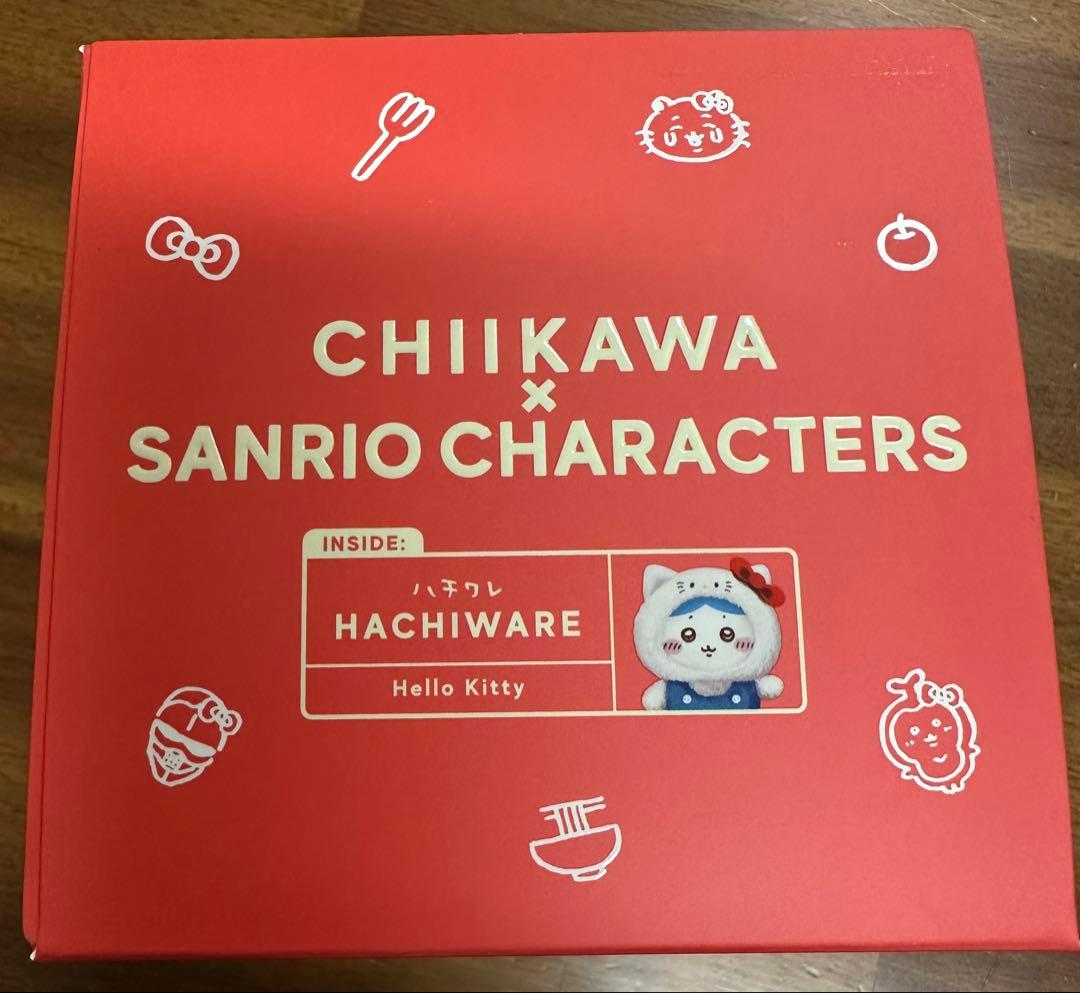 CHIIKAWA
×
SANRIO CHARACTERS
INSIDE:
ハチワレ
HACHIWARE
Hello Kitty